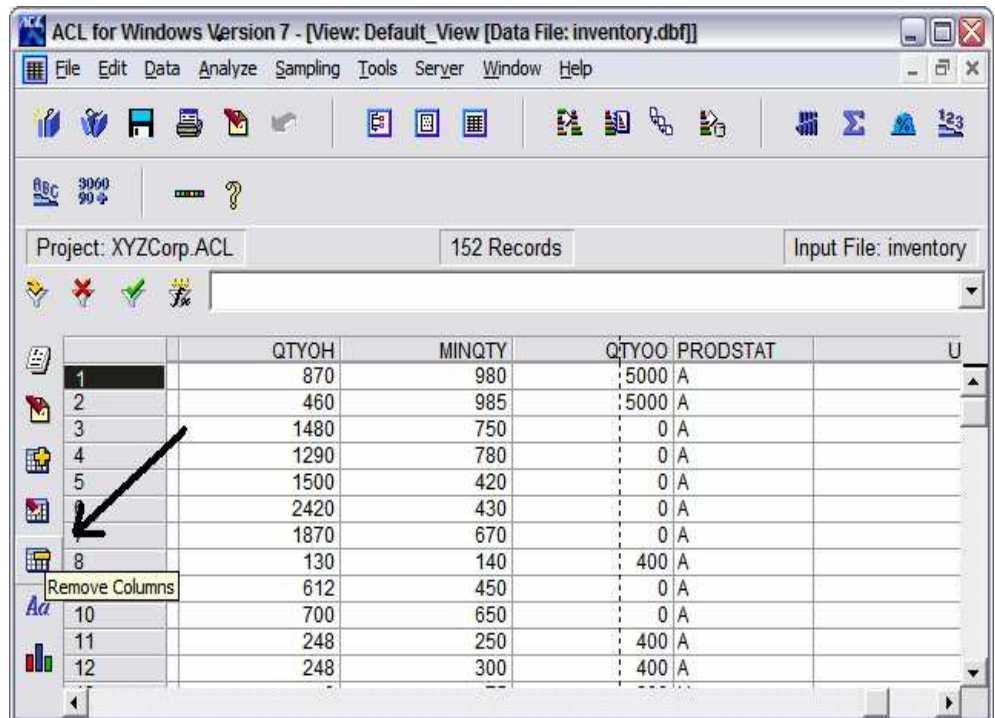 ACL for Windows Version 7 - [View: Default_View [Data File: inventory.dbf]]
File Edit Data Analyze Sampling Tools Server Window Help
Project: XYZCorp.ACL 152 Records Input File: inventory
QTYOH MINQTY QTYOO PRODSTAT U
1 870 980 5000 A
2 460 985 5000 A
3 1480 750 0 A
4 1290 780 0 A
5 1500 420 0 A
2420 430 0 A
1870 670 0 A
8 130 140 400 A
Remove Columns
612 450 0 A
10 700 650 0 A
11 248 250 400 A
12 248 300 400 A